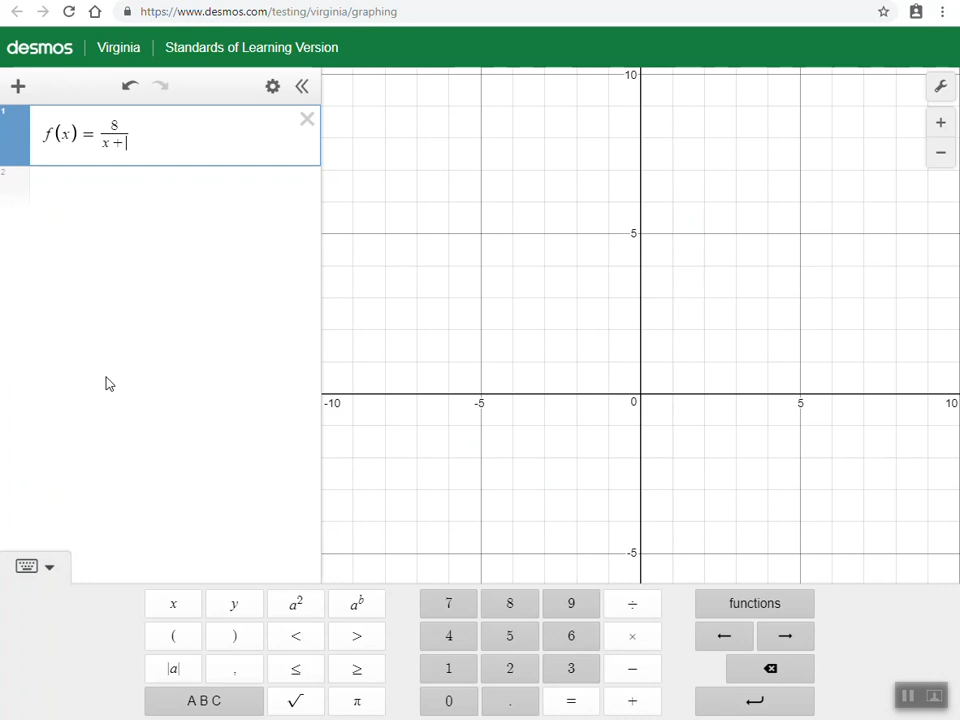 https://www.desmos.com/testing/virginia/graphing
desmos Virginia Standards of Learning Version
1
f(x) = 8/(x+
2
10
5
-10 -5 0 5 10
-5
x y a² aᵇ 7 8 9 ÷ functions
( ) < > 4 5 6 × ← →
|a| , ≤ ≥ 1 2 3 −
A B C √ π 0 . = +